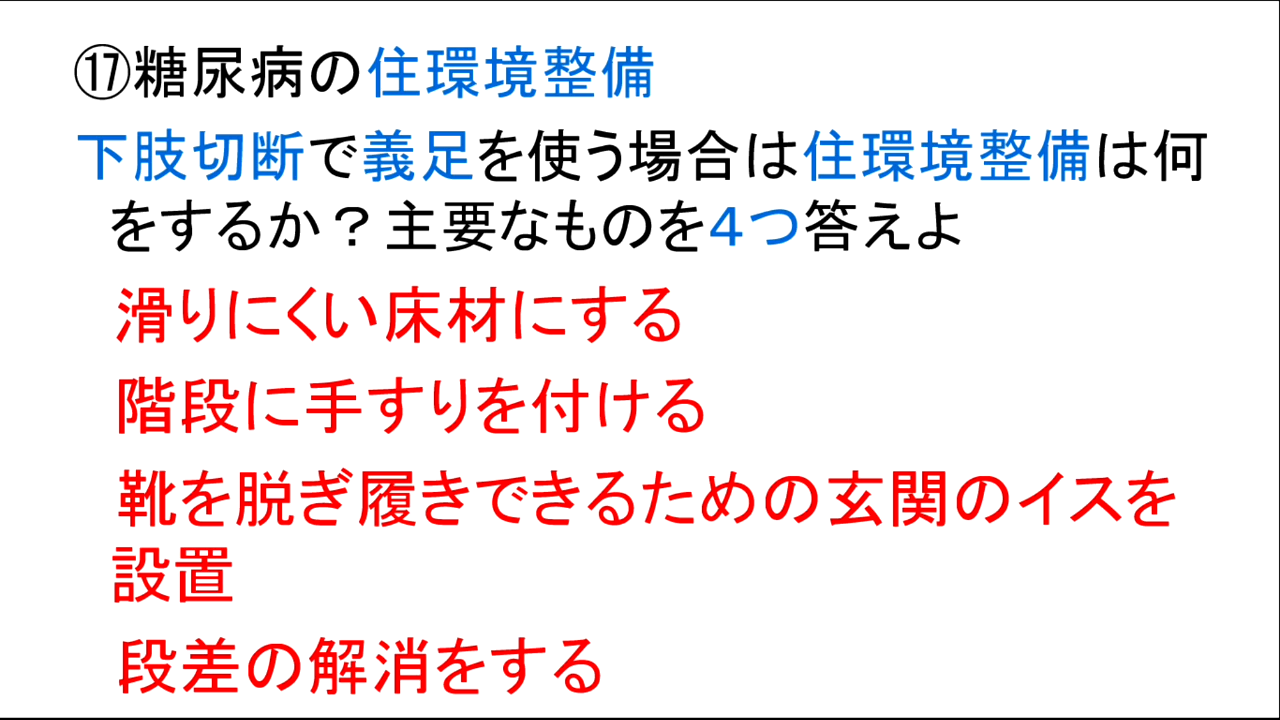 ⑰糖尿病の住環境整備
下肢切断で義足を使う場合は住環境整備は何
をするか？主要なものを４つ答えよ
滑りにくい床材にする
階段に手すりを付ける
靴を脱ぎ履きできるための玄関のイスを
設置
段差の解消をする